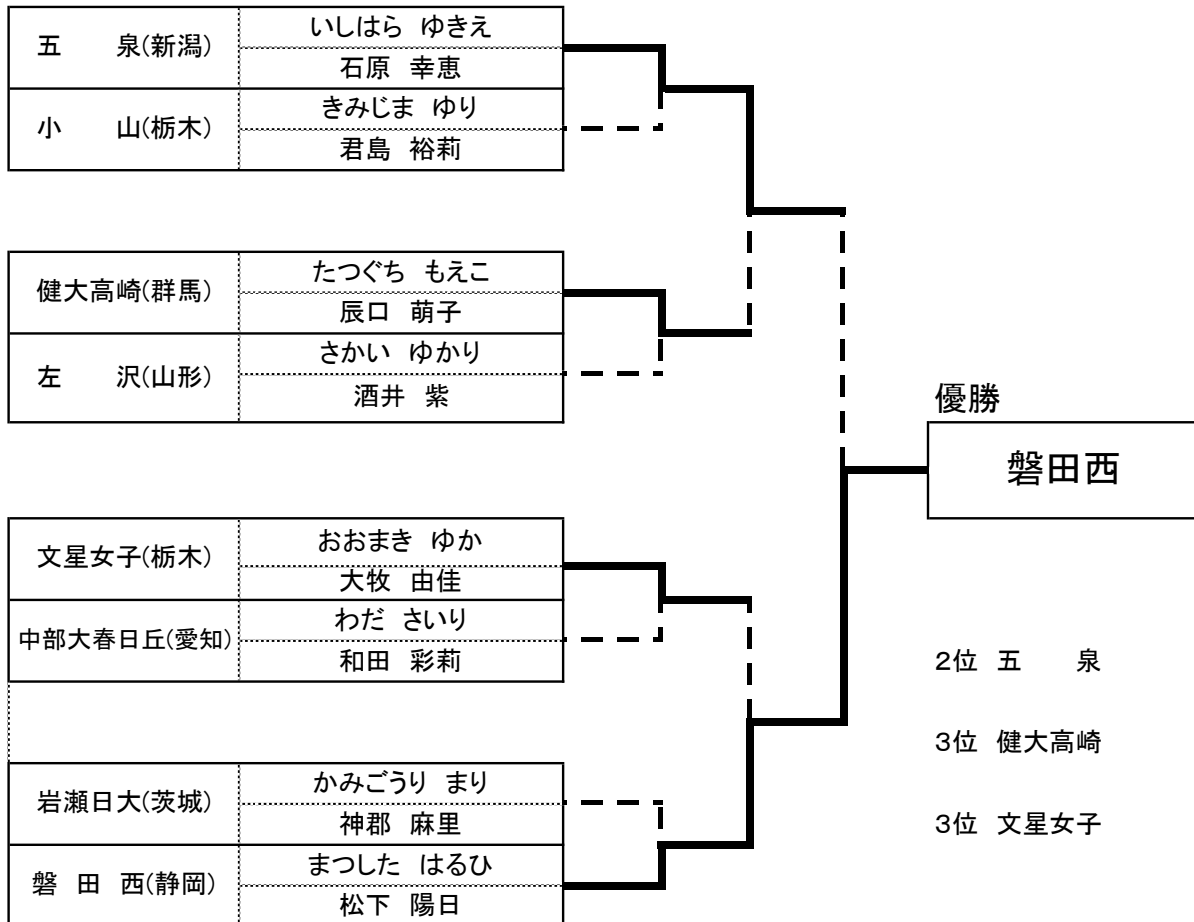 いしはら ゆきえ
五　　泉(新潟)
石原 幸恵
きみじま ゆり
小　　山(栃木)
君島 裕莉
たつぐち もえこ
健大高崎(群馬)
辰口 萌子
さかい ゆかり
左　　沢(山形)
酒井 紫
優勝
磐田西
おおまき ゆか
文星女子(栃木)
大牧 由佳
わだ さいり
中部大春日丘(愛知)
和田 彩莉
2位 五　　泉
3位 健大高崎
かみごうり まり
岩瀬日大(茨城)
神郡 麻里
3位 文星女子
まつした はるひ
磐 田 西(静岡)
松下 陽日